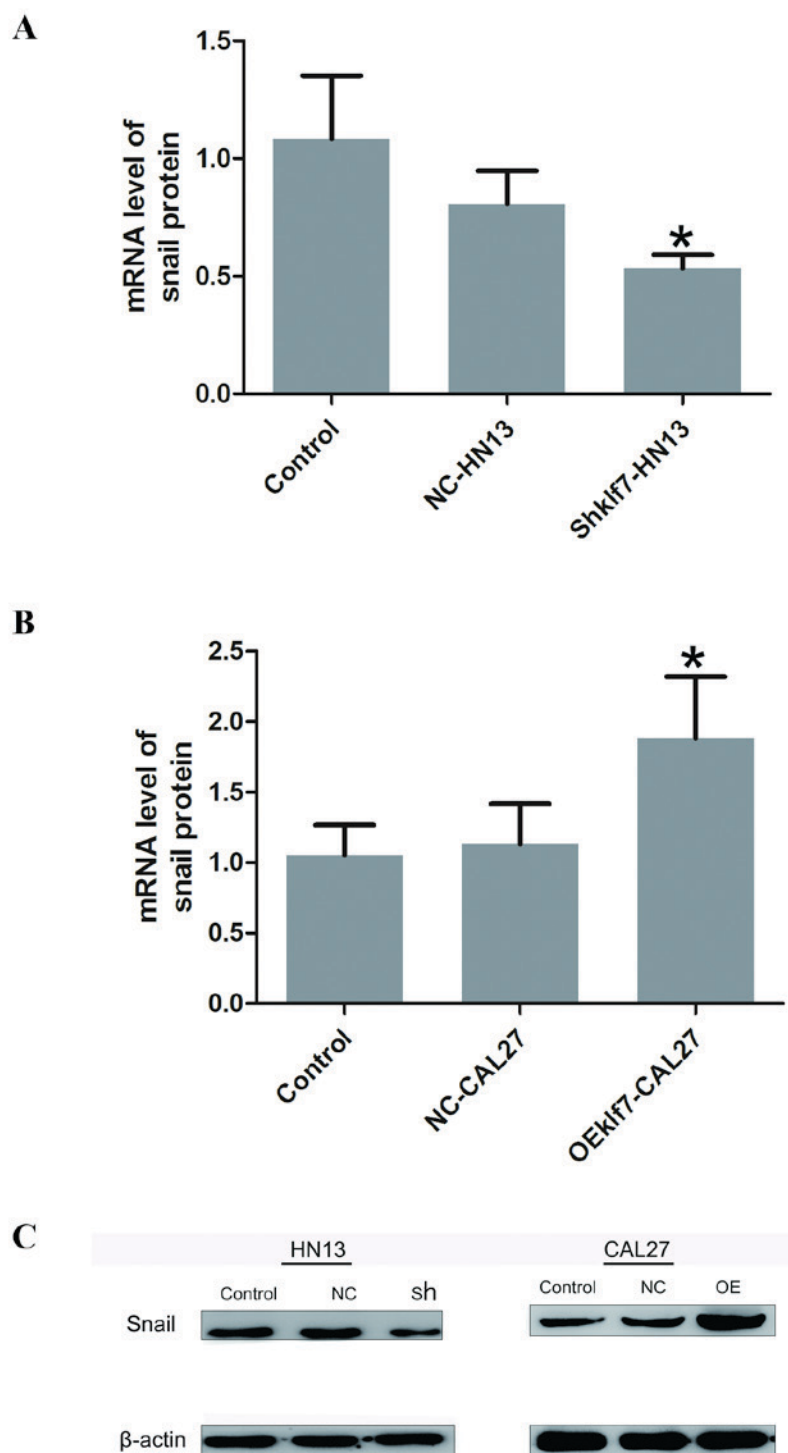 A
mRNA level of
snail protein
1.5
1.0
0.5
0.0
*
Control
NC-HN13
Shklf7-HN13
B
mRNA level of
snail protein
2.5
2.0
1.5
1.0
0.5
0.0
*
Control
NC-CAL27
OEklf7-CAL27
C
HN13
CAL27
Control NC sh
Control NC OE
Snail
β-actin